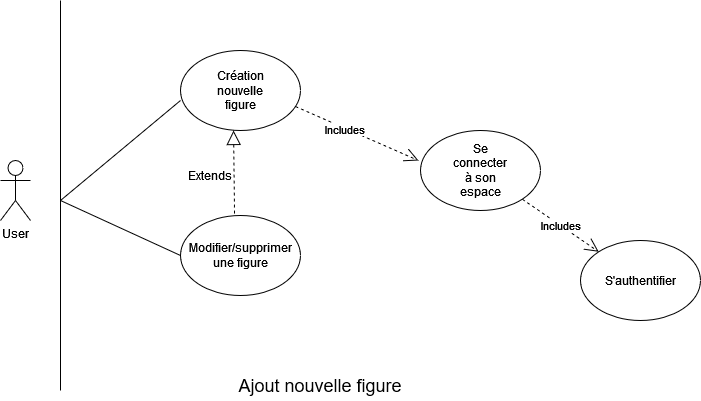 Création
nouvelle
figure
Includes
Se
connecter
à son
espace
Extends
User
Includes
Modifier/supprimer
une figure
S'authentifier
Ajout nouvelle figure